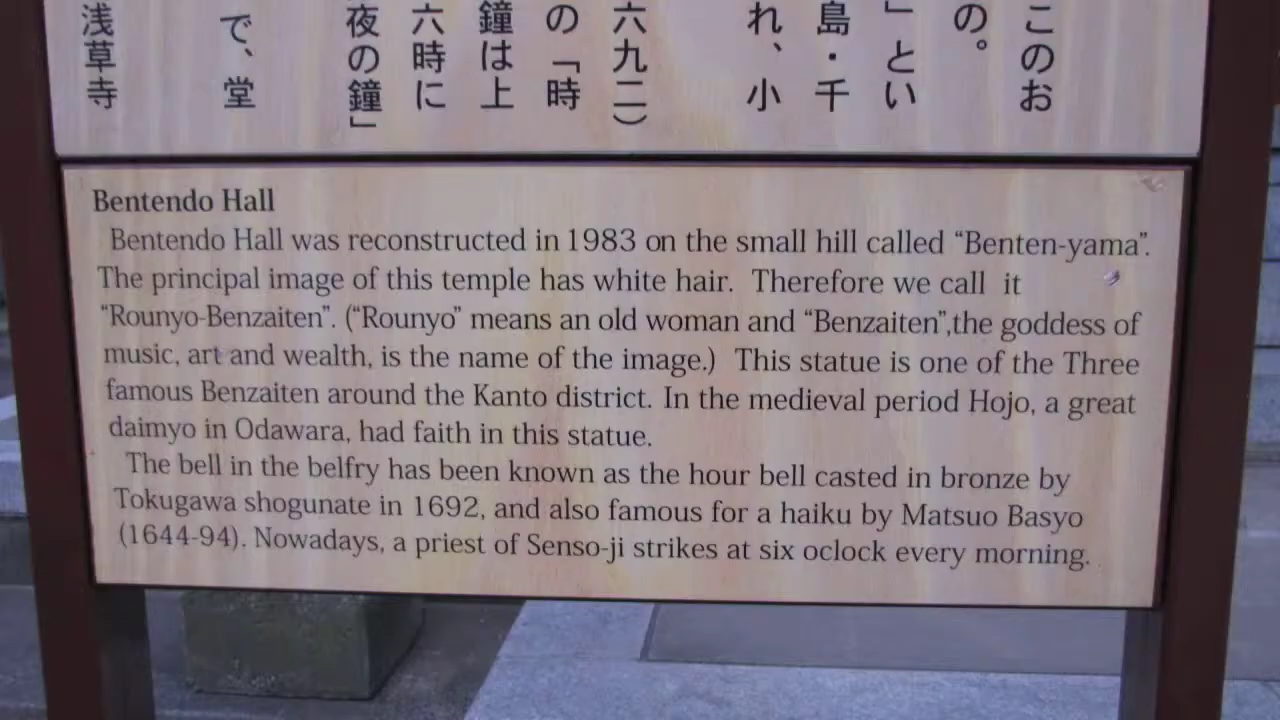 このお
の。
」とい
島・千
れ、小
六九二）
の「時
鐘は上
六時に
夜の鐘」
で、堂
浅草寺
Bentendo Hall
Bentendo Hall was reconstructed in 1983 on the small hill called “Benten-yama”.
The principal image of this temple has white hair. Therefore we call it
“Rounyo-Benzaiten”. (“Rounyo” means an old woman and “Benzaiten”,the goddess of
music, art and wealth, is the name of the image.) This statue is one of the Three
famous Benzaiten around the Kanto district. In the medieval period Hojo, a great
daimyo in Odawara, had faith in this statue.
The bell in the belfry has been known as the hour bell casted in bronze by
Tokugawa shogunate in 1692, and also famous for a haiku by Matsuo Basyo
(1644-94). Nowadays, a priest of Senso-ji strikes at six oclock every morning.